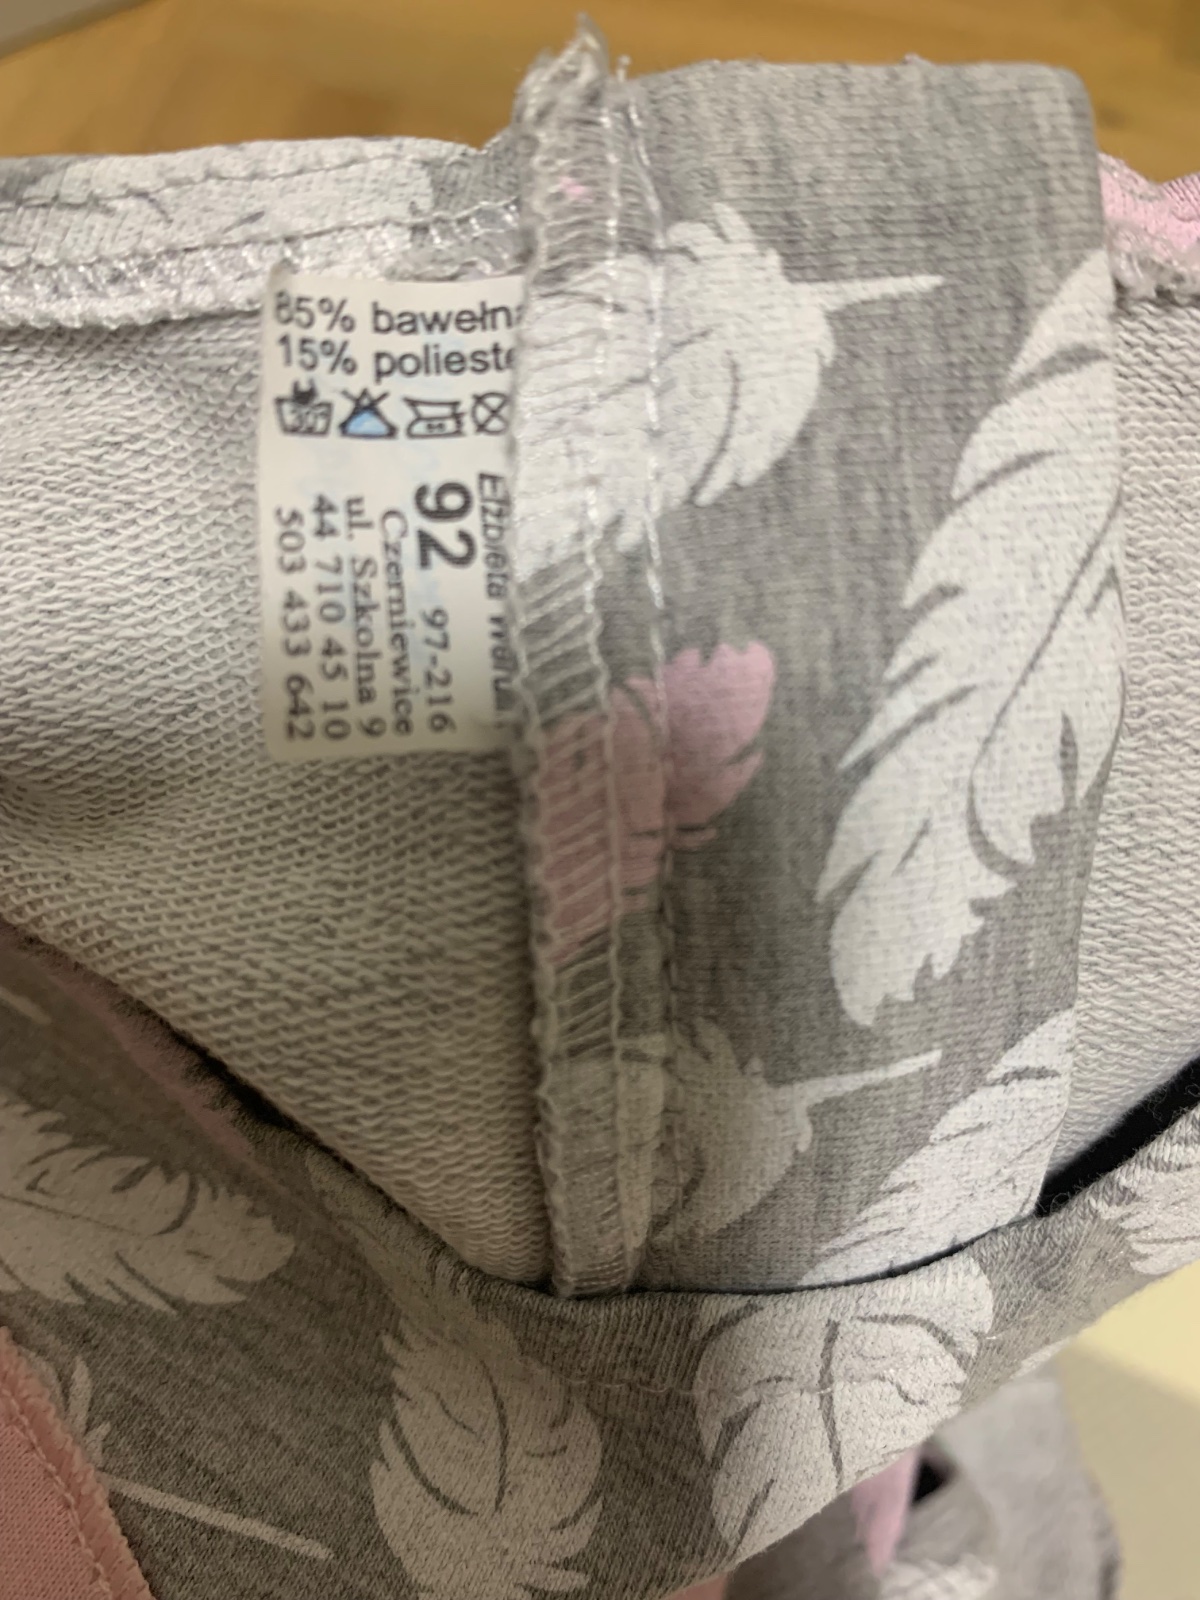 85% bawełna
15% polieste
Elżbieta
92 97-216
Czerniewice
ul. Szkolna 9
44 710 45 10
503 433 642